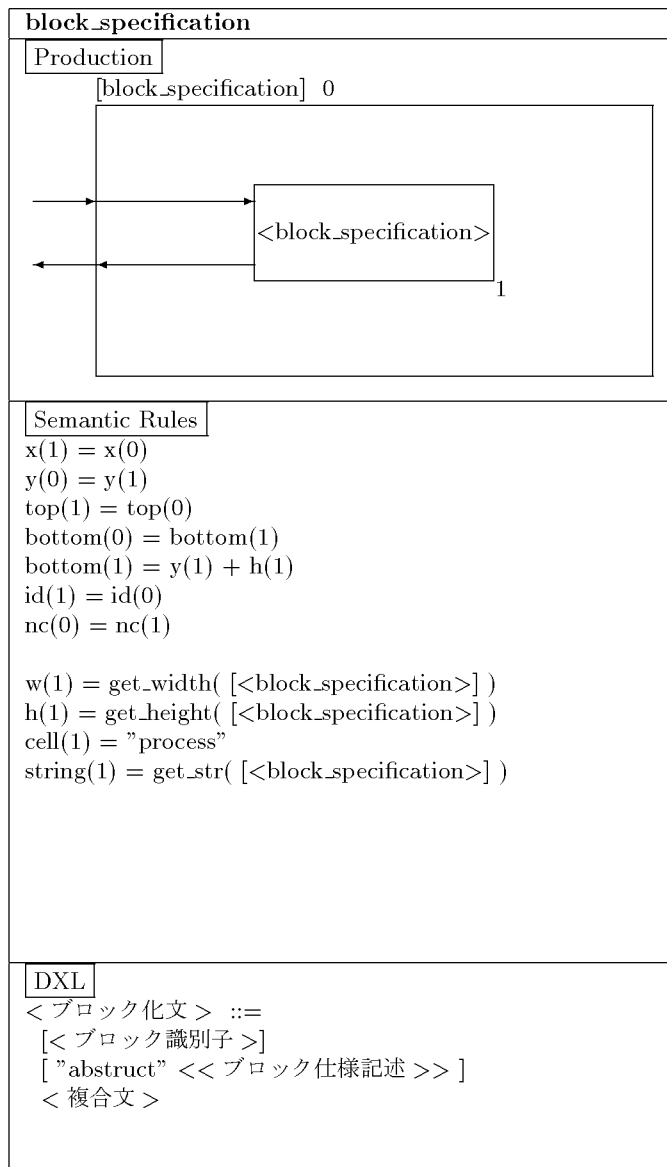 block_specification
Production
[block_specification] 0
<block_specification>
1
Semantic Rules
x(1) = x(0)
y(0) = y(1)
top(1) = top(0)
bottom(0) = bottom(1)
bottom(1) = y(1) + h(1)
id(1) = id(0)
nc(0) = nc(1)
w(1) = get_width( [<block_specification>] )
h(1) = get_height( [<block_specification>] )
cell(1) = ”process”
string(1) = get_str( [<block_specification>] )
DXL
< ブロック化文 > ::=
[< ブロック識別子 >]
[ ”abstruct” << ブロック仕様記述 >> ]
< 複合文 >